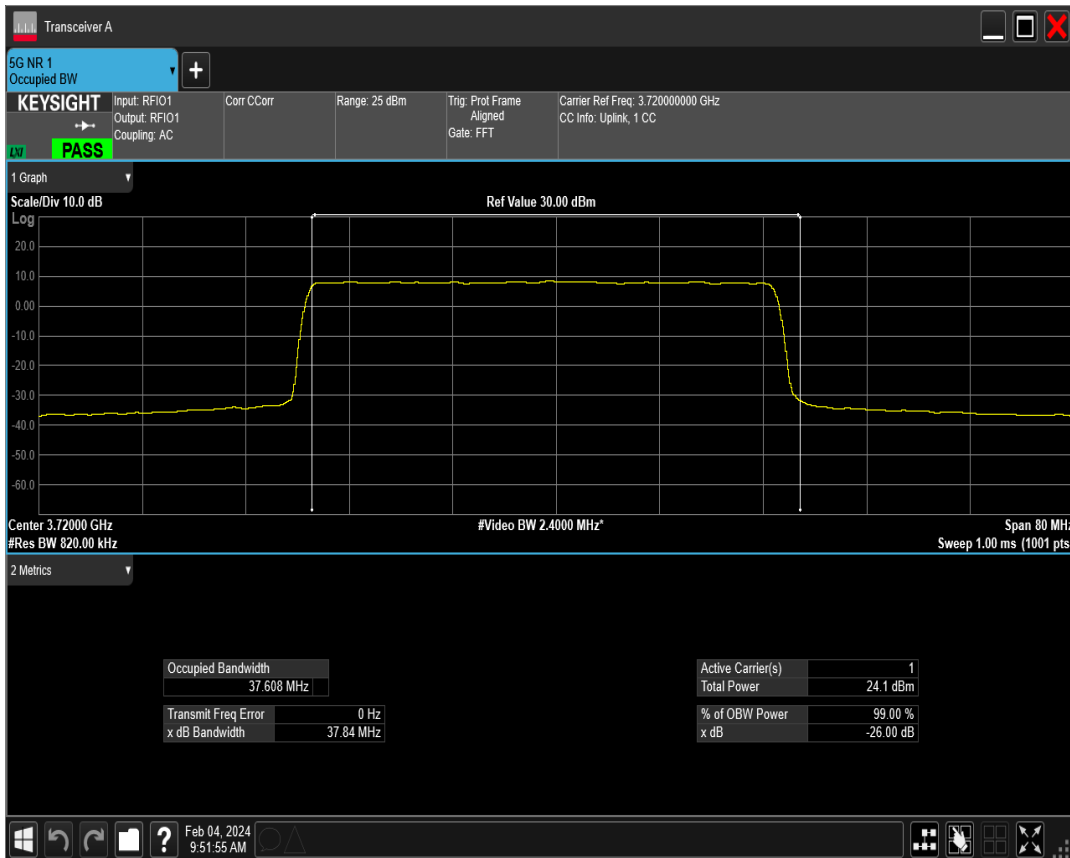 Transceiver A
5G NR 1
Occupied BW
KEYSIGHT
LXI
PASS
Input: RFIO1
Output: RFIO1
Coupling: AC
Corr CCorr
Range: 25 dBm
Trig: Prot Frame
Aligned
Gate: FFT
Carrier Ref Freq: 3.720000000 GHz
CC Info: Uplink, 1 CC
1 Graph
Scale/Div 10.0 dB
Ref Value 30.00 dBm
Log
20.0
10.0
0.00
-10.0
-20.0
-30.0
-40.0
-50.0
-60.0
Center 3.72000 GHz
#Video BW 2.4000 MHz*
Span 80 MHz
#Res BW 820.00 kHz
Sweep 1.00 ms (1001 pts
2 Metrics
Occupied Bandwidth
37.608 MHz
Transmit Freq Error 0 Hz
x dB Bandwidth 37.84 MHz
Active Carrier(s) 1
Total Power 24.1 dBm
% of OBW Power 99.00 %
x dB -26.00 dB
?
Feb 04, 2024
9:51:55 AM